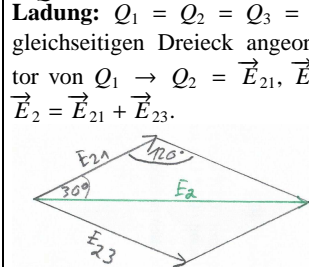 Ladung: Q₁ = Q₂ = Q₃ =
gleichseitigen Dreieck angeor
tor von Q₁ → Q₂ = E⃗₂₁, E⃗
E⃗₂ = E⃗₂₁ + E⃗₂₃.
E21 120°
30° E2
E23